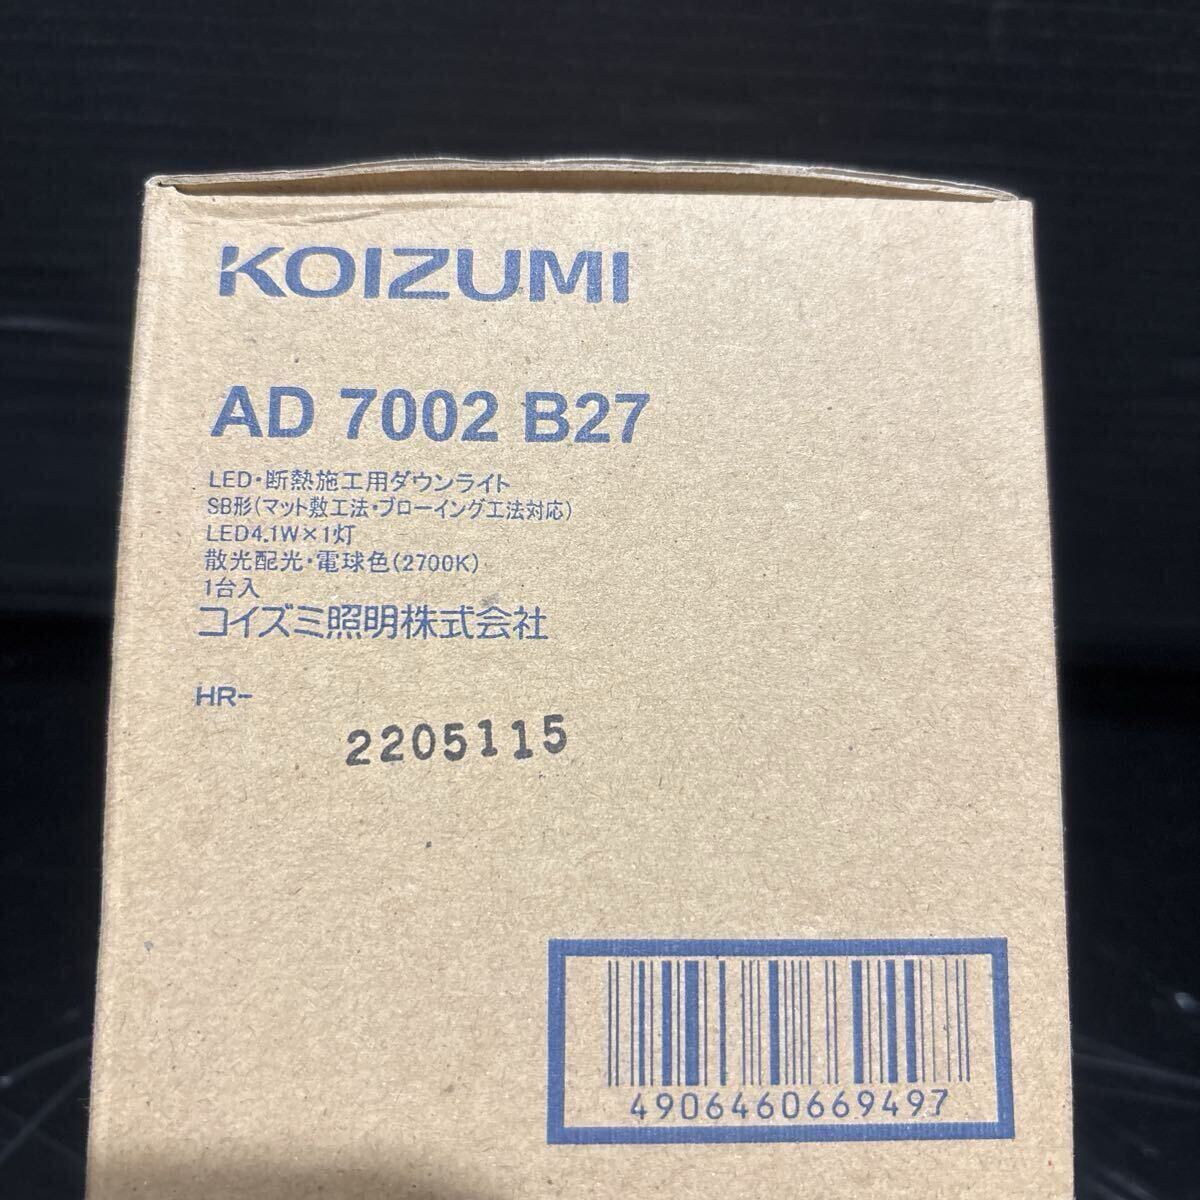 KOIZUMI
AD 7002 B27
LED・断熱施工用ダウンライト
SB形(マット敷工法・ブローイング工法対応)
LED4.1W×1灯
散光配光・電球色(2700K)
1台入
コイズミ照明株式会社
HR-
2205115
4906460669497